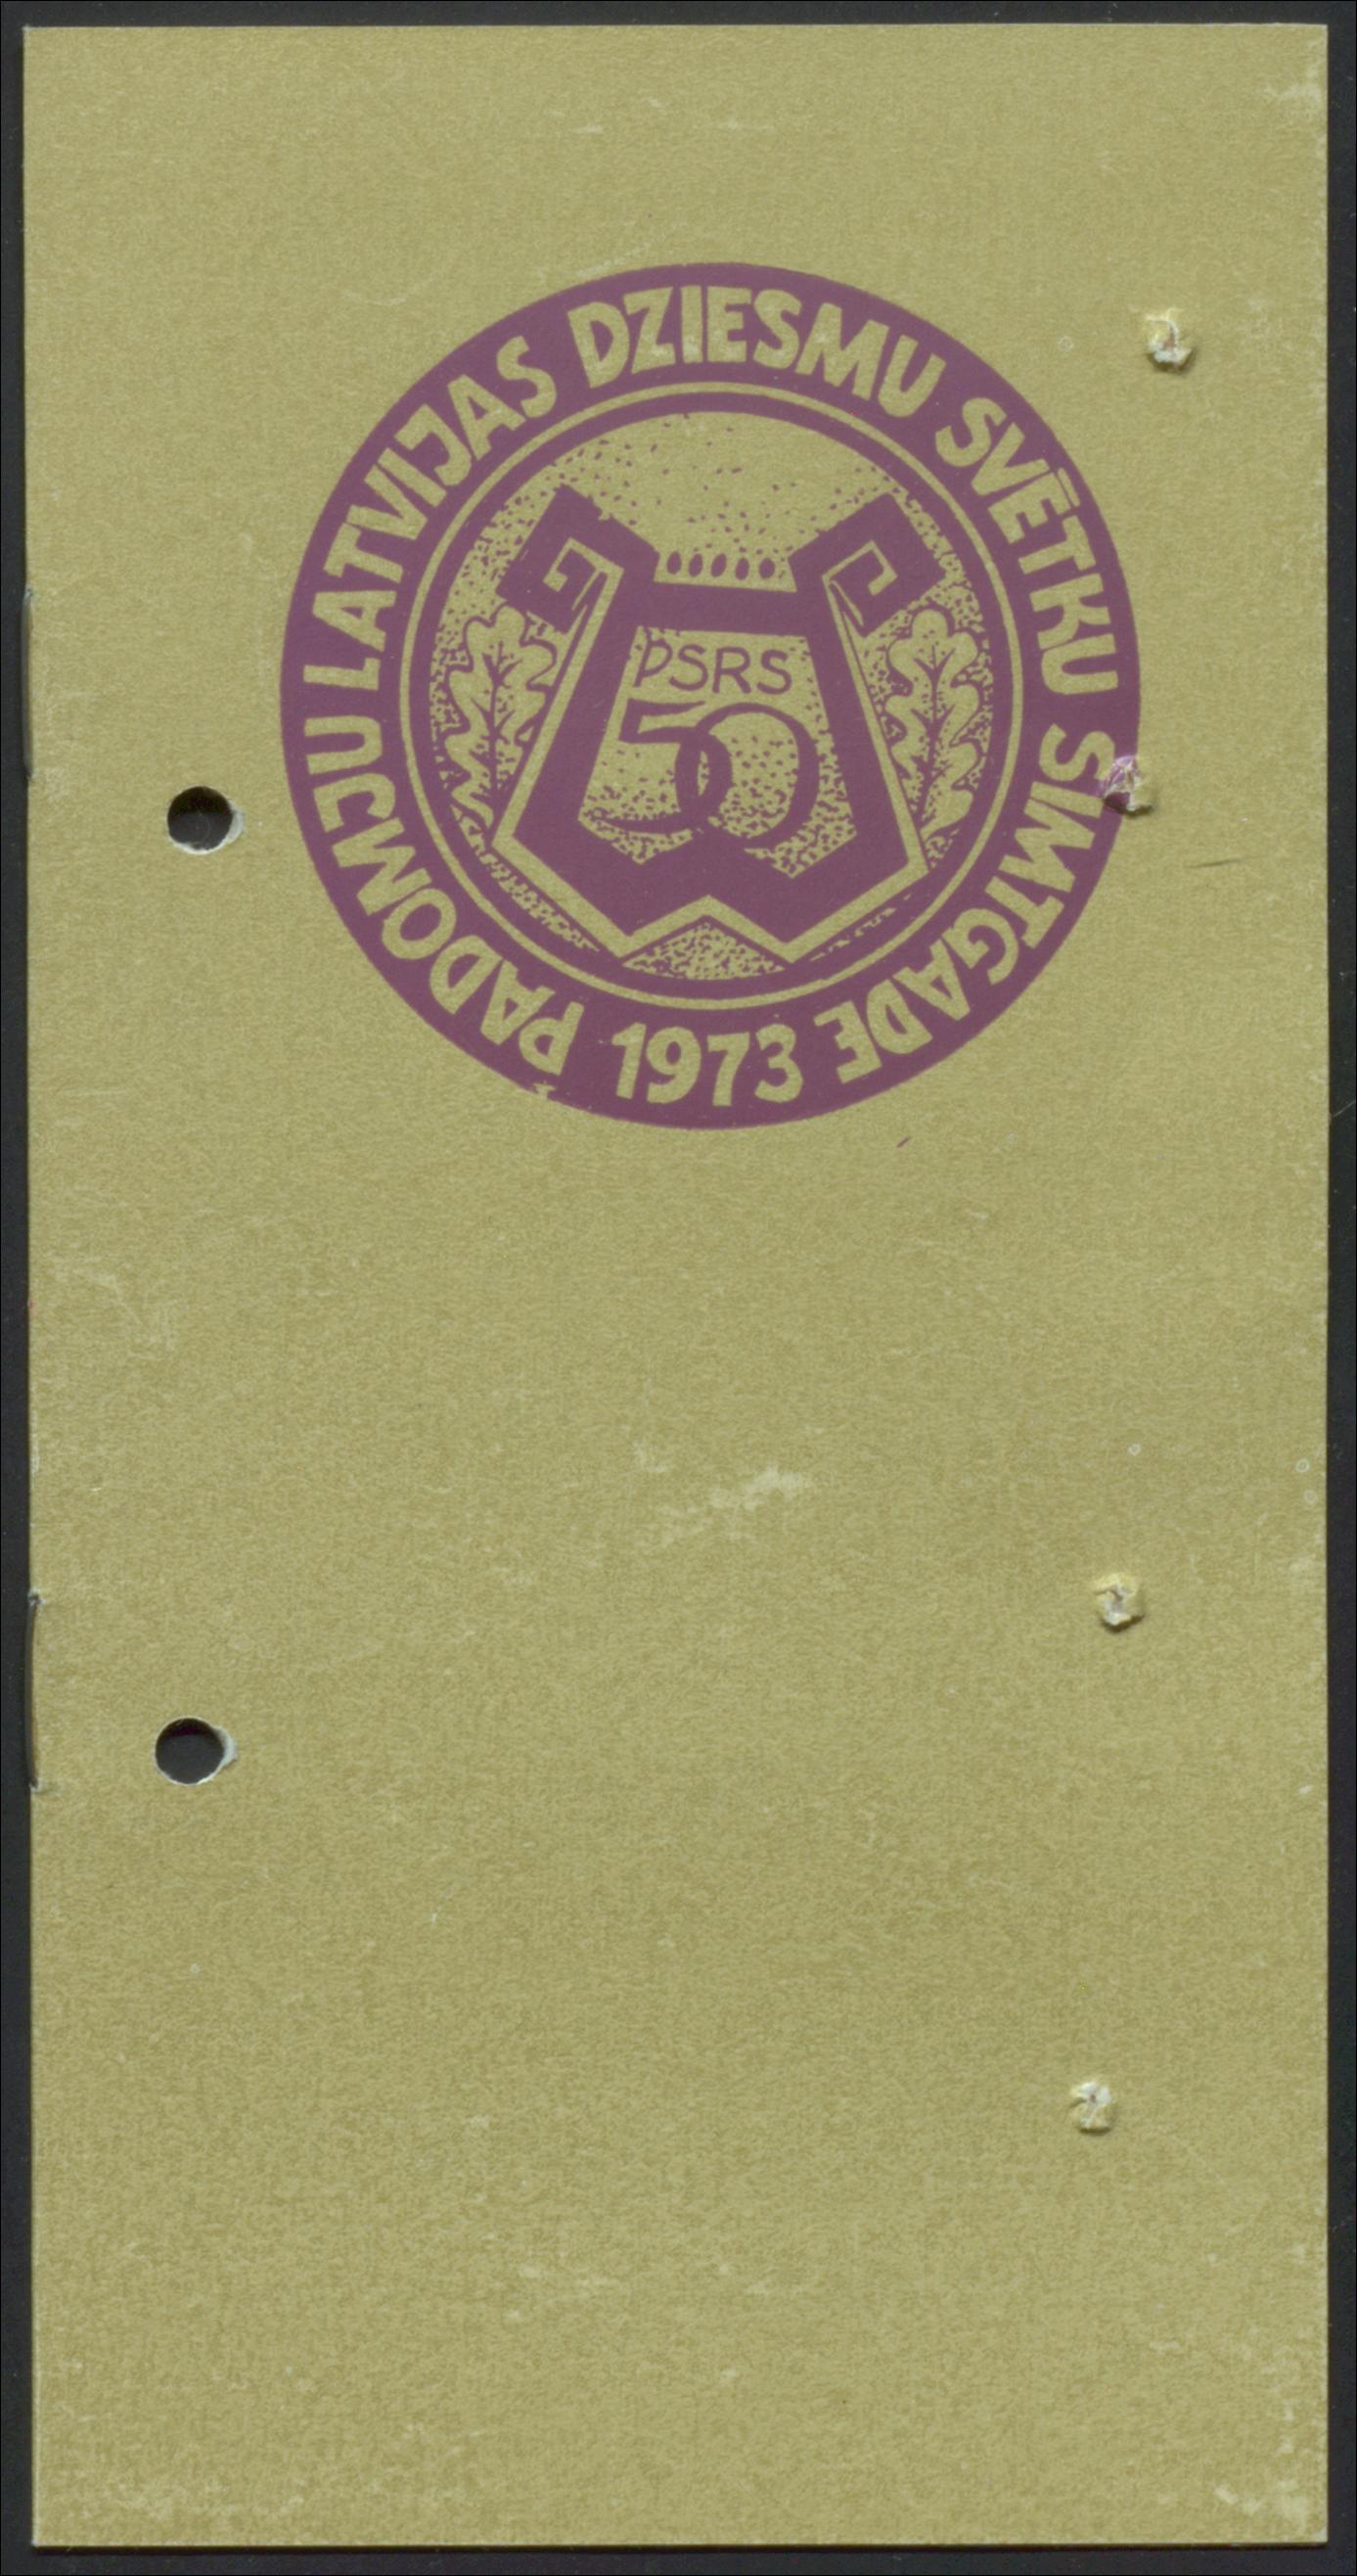 PADOMJU LATVIJAS DZIESMU SVĒTKU SIMTGADE
PSRS
50
1973